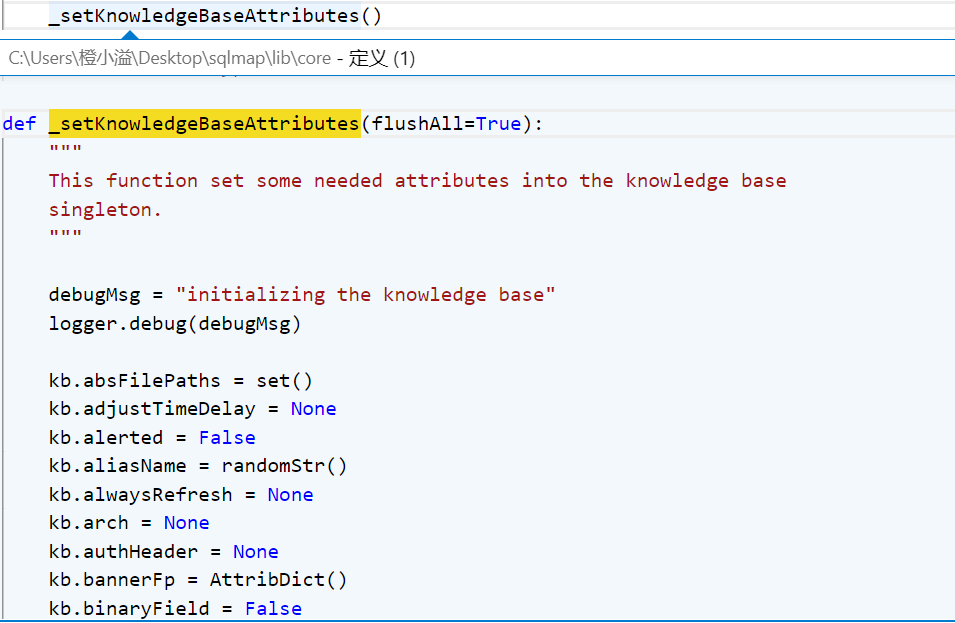 _setKnowledgeBaseAttributes()
C:\Users\橙小溢\Desktop\sqlmap\lib\core - 定义 (1)
def _setKnowledgeBaseAttributes(flushAll=True):
"""
This function set some needed attributes into the knowledge base
singleton.
"""
debugMsg = "initializing the knowledge base"
logger.debug(debugMsg)
kb.absFilePaths = set()
kb.adjustTimeDelay = None
kb.alerted = False
kb.aliasName = randomStr()
kb.alwaysRefresh = None
kb.arch = None
kb.authHeader = None
kb.bannerFp = AttribDict()
kb.binaryField = False